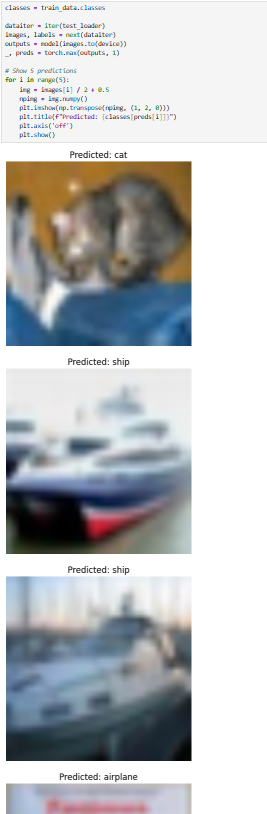 classes = train_data.classes
dataiter = iter(test_loader)
images, labels = next(dataiter)
outputs = model(images.to(device))
_, preds = torch.max(outputs, 1)
# Show 5 predictions
for i in range(5):
    img = images[i] / 2 + 0.5
    npimg = img.numpy()
    plt.imshow(np.transpose(npimg, (1, 2, 0)))
    plt.title(f"Predicted: {classes[preds[i]]}")
    plt.axis('off')
    plt.show()
Predicted: cat
Predicted: ship
Predicted: ship
Predicted: airplane